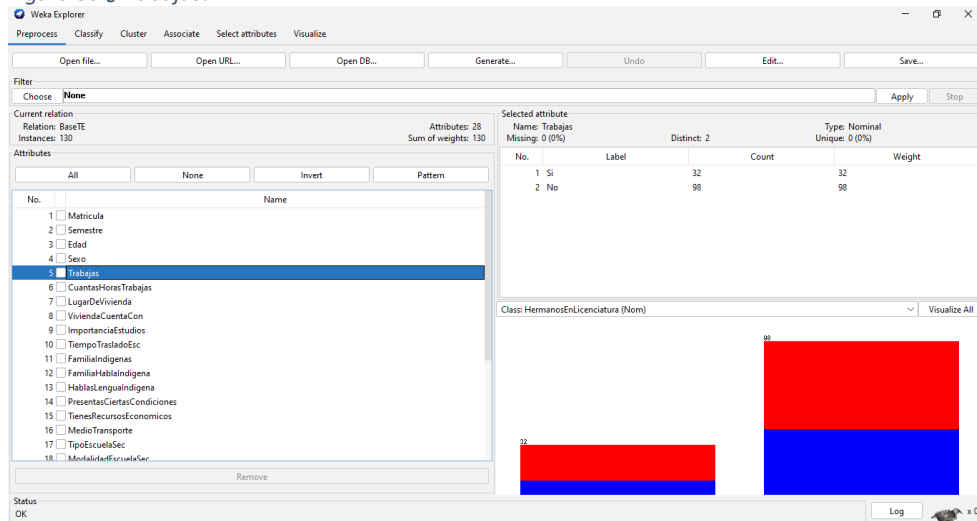 Weka Explorer
Preprocess Classify Cluster Associate Select attributes Visualize
Open file... Open URL... Open DB... Generate... Undo Edit... Save...
Filter
Choose None Apply Stop
Current relation
Relation: BaseTE Attributes: 28
Instances: 130 Sum of weights: 130
Selected attribute
Name: Trabajas Type: Nominal
Missing: 0 (0%) Distinct: 2 Unique: 0 (0%)
Attributes
All None Invert Pattern
No. Name
1 Matricula
2 Semestre
3 Edad
4 Sexo
5 Trabajas
6 CuantasHorasTrabajas
7 LugarDeVivienda
8 ViviendaCuentaCon
9 ImportanciaEstudios
10 TiempoTrasladoEsc
11 FamiliaIndigenas
12 FamiliaHablaIndigena
13 HablasLenguaIndigena
14 PresentasCiertasCondiciones
15 TienesRecursosEconomicos
16 MedioTransporte
17 TipoEscuelaSec
18 ModalidadEscuelaSec
Remove
No. Label Count Weight
1 Si 32 32
2 No 98 98
Class: HermanosEnLicenciatura (Nom) Visualize All
32
98
Status
OK
Log x 0